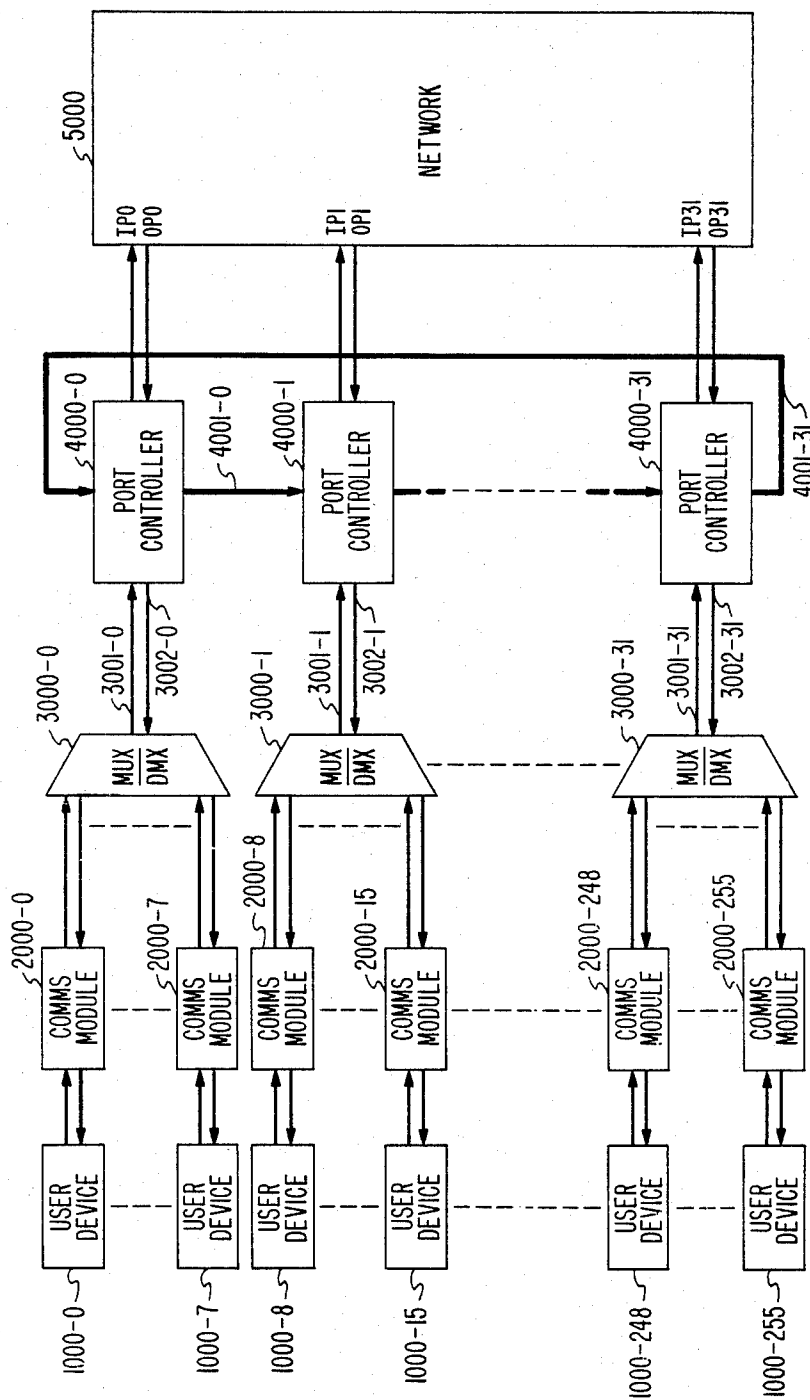 5000
NETWORK
IP0
OP0
IP1
OP1
IP31
OP31
4000-0
PORT
CONTROLLER
4001-0
4000-1
PORT
CONTROLLER
4000-31
PORT
CONTROLLER
4001-31
3000-0
3001-0
3002-0
MUX
DMX
3000-1
3001-1
3002-1
MUX
DMX
3000-31
3001-31
3002-31
MUX
DMX
2000-0
COMMS
MODULE
2000-7
COMMS
MODULE
2000-8
COMMS
MODULE
2000-15
COMMS
MODULE
2000-248
COMMS
MODULE
2000-255
COMMS
MODULE
USER
DEVICE
1000-0
USER
DEVICE
1000-7
USER
DEVICE
1000-8
USER
DEVICE
1000-15
USER
DEVICE
1000-248
USER
DEVICE
1000-255